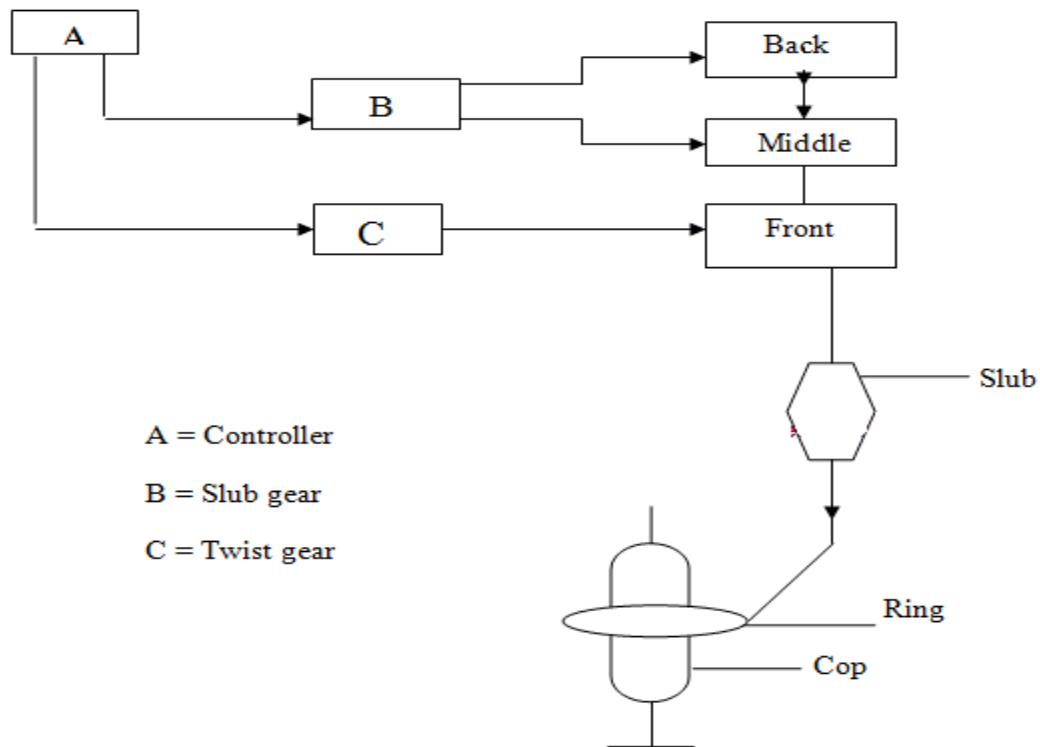 A
Back
B
Middle
C
Front
Slub
A = Controller
B = Slub gear
C = Twist gear
Ring
Cop